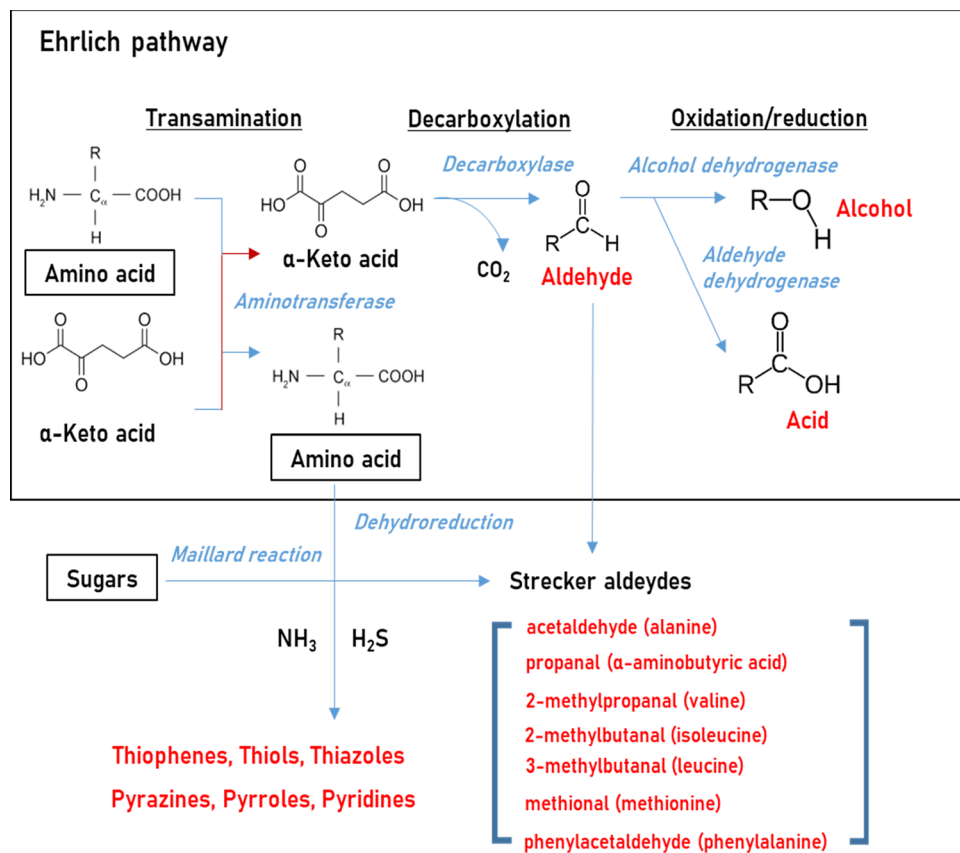 Ehrlich pathway
Transamination
Decarboxylation
Oxidation/reduction
R
H₂N
Cα
COOH
H
Amino acid
O
HO
O
O
OH
α-Keto acid
O
HO
O
O
OH
α-Keto acid
Aminotransferase
R
H₂N
Cα
COOH
H
Amino acid
Decarboxylase
CO₂
O
C
R
H
Aldehyde
Alcohol dehydrogenase
R
O
H
Alcohol
Aldehyde
dehydrogenase
O
C
R
OH
Acid
Dehydroreduction
Maillard reaction
Sugars
NH₃
H₂S
Strecker aldeydes
acetaldehyde (alanine)
propanal (α-aminobutyric acid)
2-methylpropanal (valine)
2-methylbutanal (isoleucine)
3-methylbutanal (leucine)
methional (methionine)
phenylacetaldehyde (phenylalanine)
Thiophenes, Thiols, Thiazoles
Pyrazines, Pyrroles, Pyridines